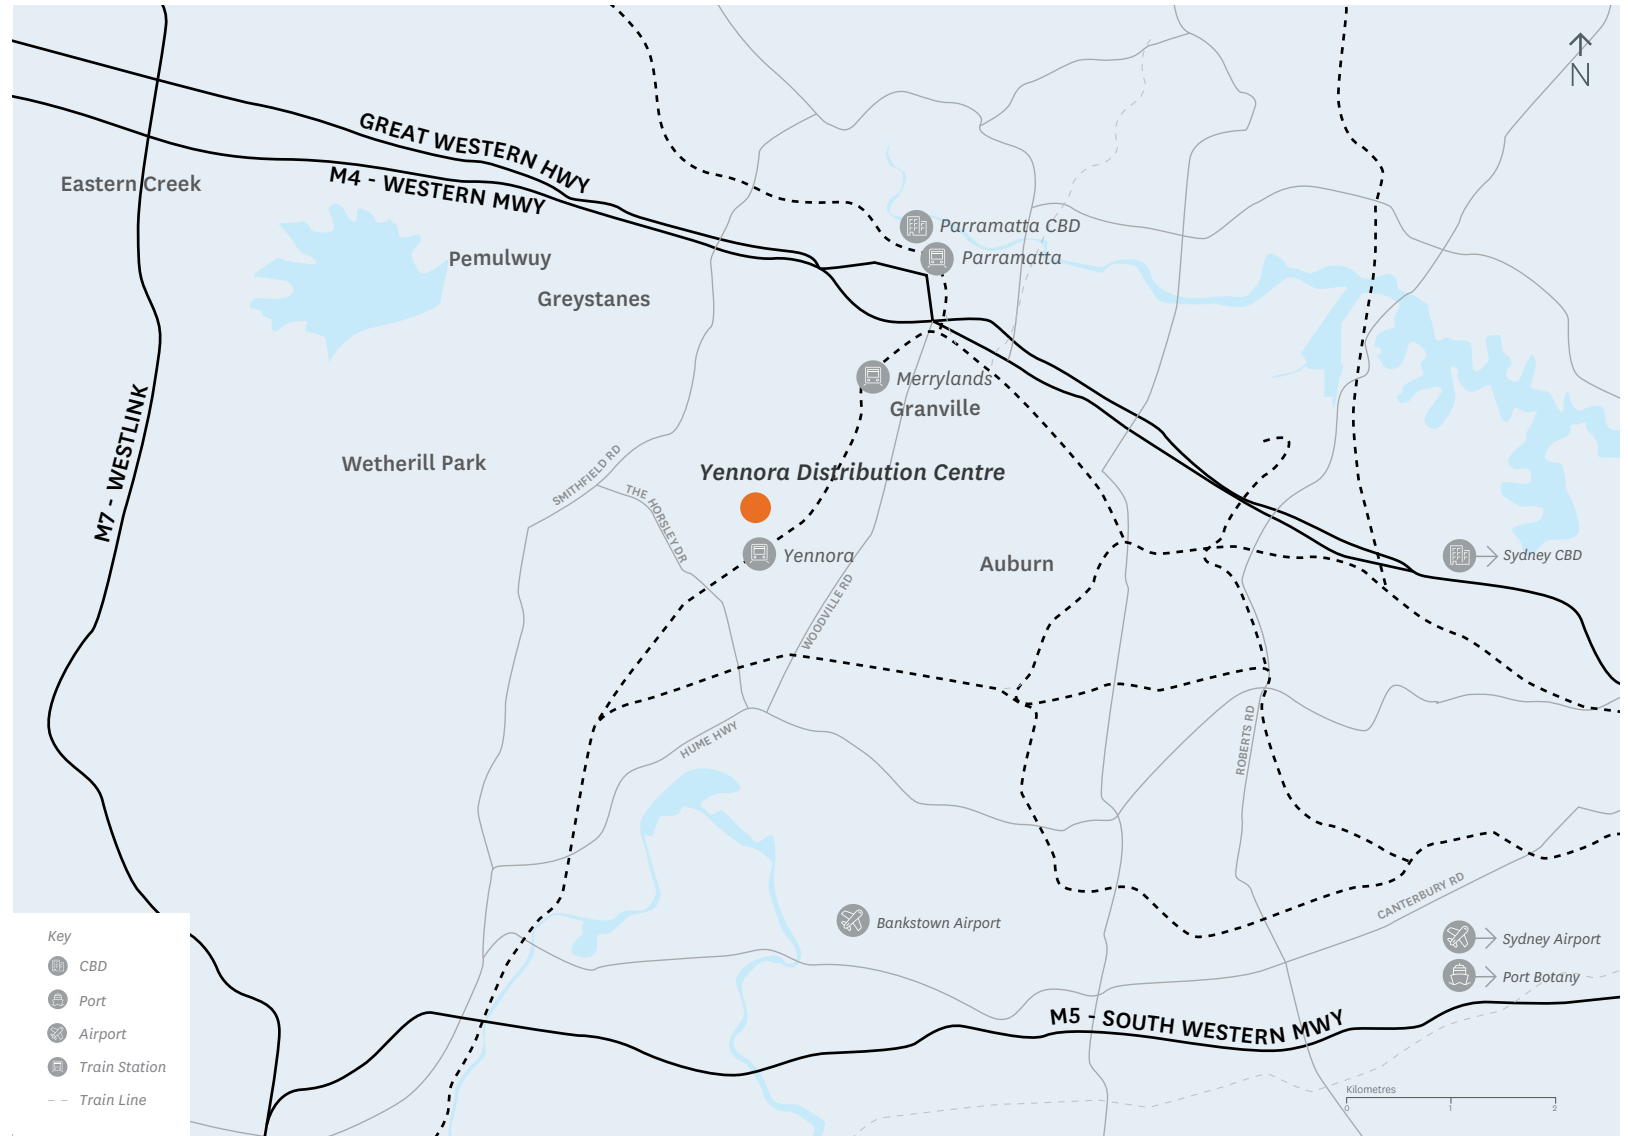 N
GREAT WESTERN HWY
M4 - WESTERN MWY
Eastern Creek
Parramatta CBD
Parramatta
Pemulwuy
Greystanes
Merrylands
Granville
M7 - WESTLINK
Wetherill Park
SMITHFIELD RD
Yennora Distribution Centre
THE HORSLEY DR
Yennora
Auburn
Sydney CBD
WOODVILLE RD
HUME HWY
ROBERTS RD
CANTERBURY RD
Bankstown Airport
Sydney Airport
Port Botany
M5 - SOUTH WESTERN MWY
Key
CBD
Port
Airport
Train Station
Train Line
Kilometres
0 1 2